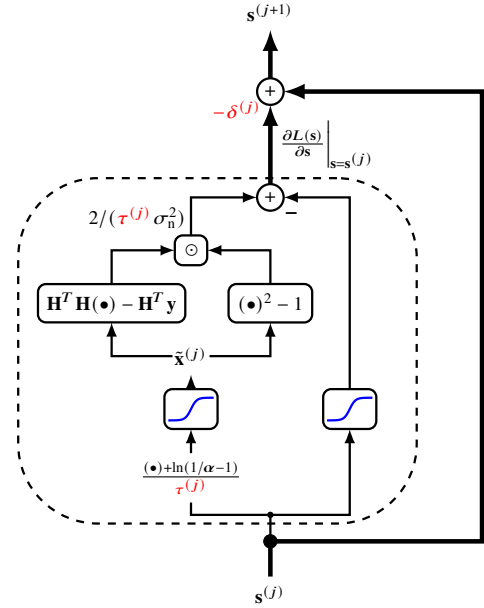 𝐬^{(j+1)}
+
−δ^{(j)}
∂L(𝐬)/∂𝐬 |_{𝐬=𝐬^{(j)}}
+
−
2/(τ^{(j)} σ_n^2)
⊙
𝐇^T 𝐇(•) − 𝐇^T 𝐲
(•)^2 − 1
𝐱̃^{(j)}
(•)+ln(1/α−1)
τ^{(j)}
𝐬^{(j)}